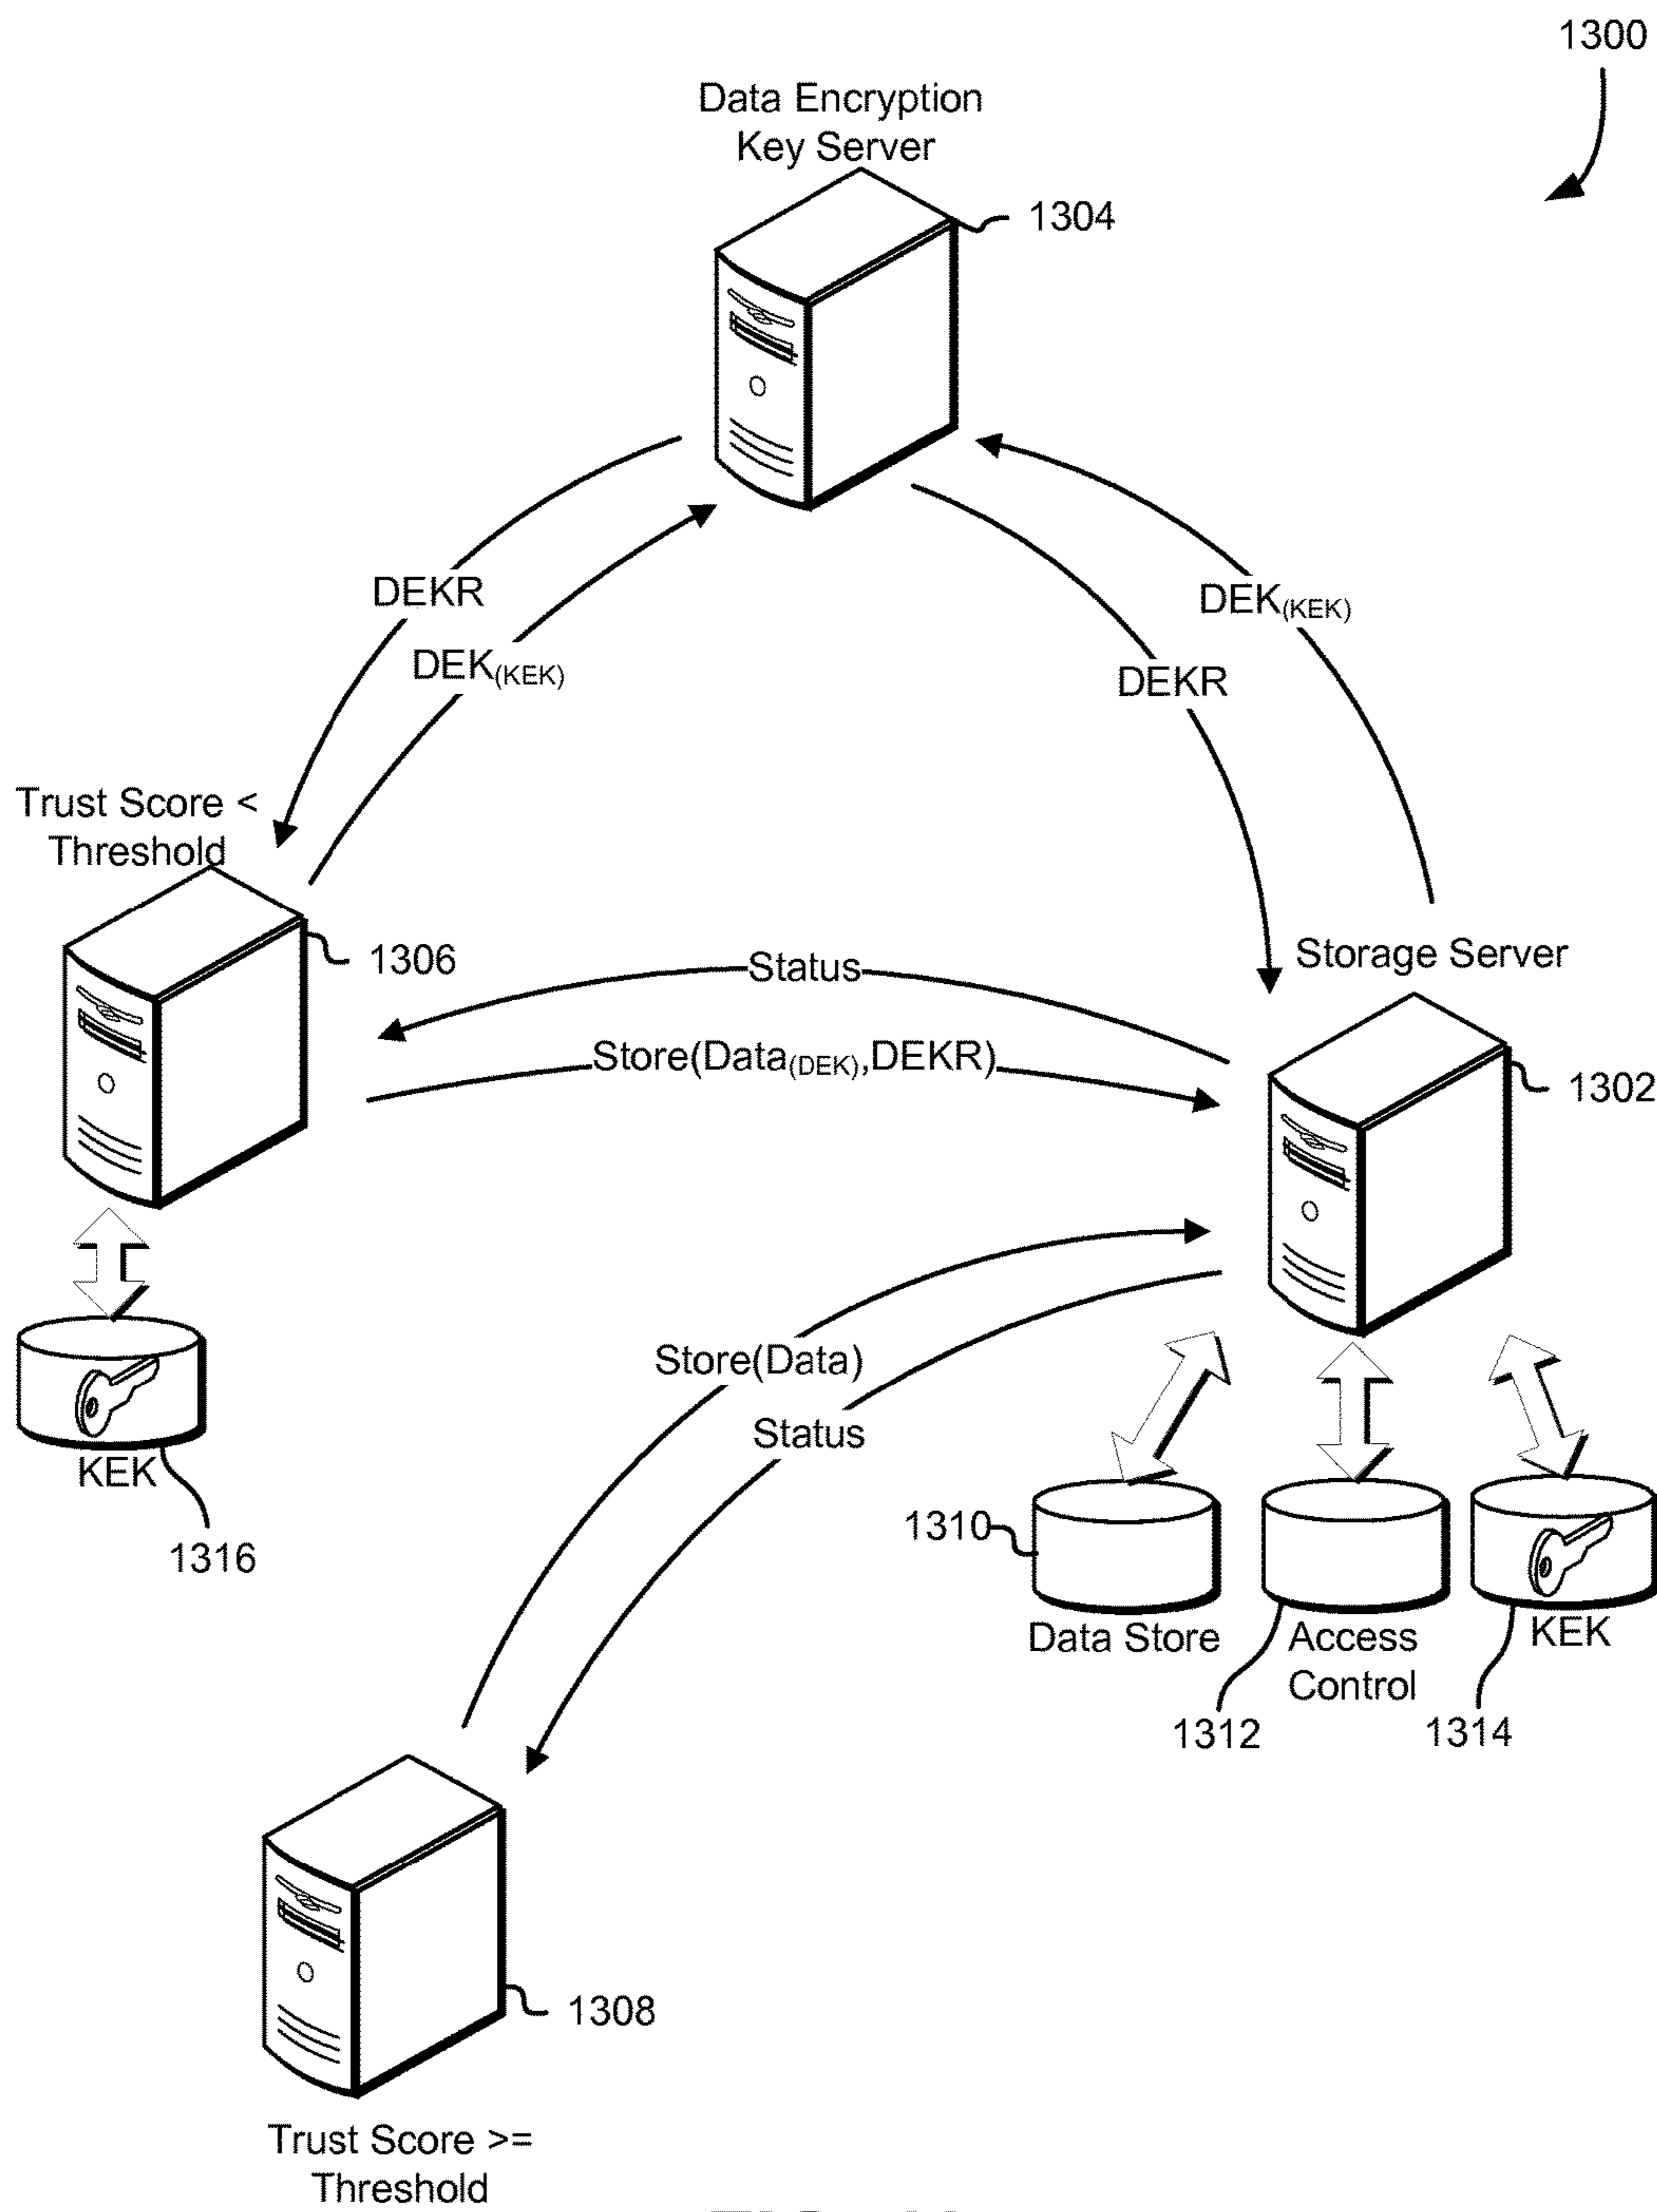 1300
Data Encryption
Key Server
1304
DEKR
DEK(KEK)
DEK(KEK)
DEKR
Trust Score <
Threshold
1306
Status
Storage Server
Store(Data(DEK),DEKR)
1302
Store(Data)
Status
KEK
1316
1310
Data Store
Access
Control
KEK
1312
1314
1308
Trust Score >=
Threshold